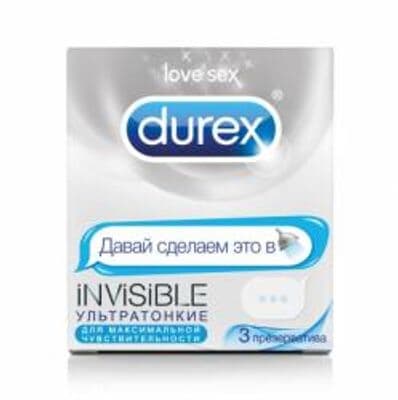 love sex
durex®
Давай сделаем это в
INVISIBLE
УЛЬТРАТОНКИЕ
ДЛЯ МАКСИМАЛЬНОЙ
ЧУВСТВИТЕЛЬНОСТИ
3 презерватива